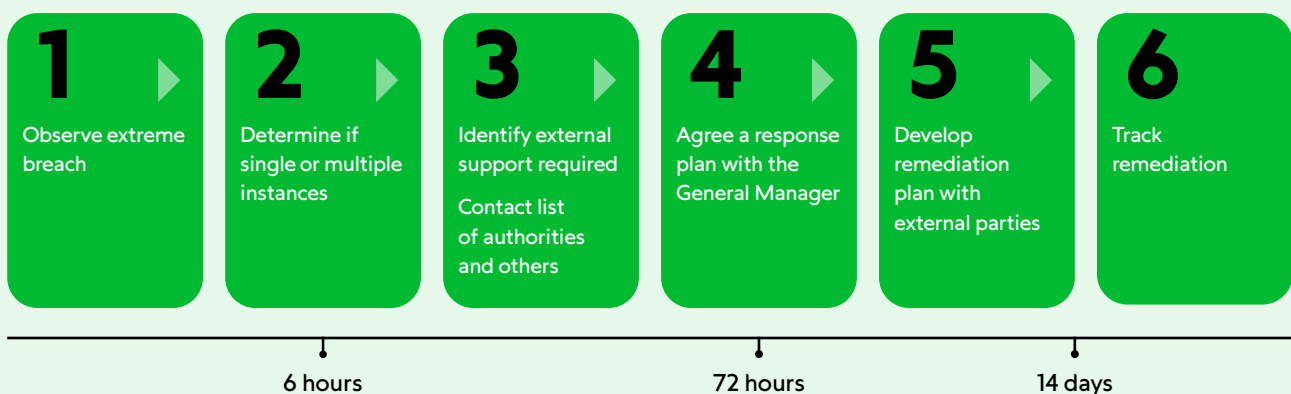 1
Observe extreme
breach
2
Determine if
single or multiple
instances
3
Identify external
support required
Contact list
of authorities
and others
4
Agree a response
plan with the
General Manager
5
Develop
remediation
plan with
external parties
6
Track
remediation
6 hours
72 hours
14 days